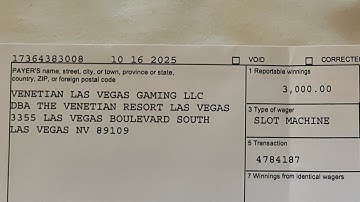 17364383008 10 16 2025 VOID CORRECTE
PAYER'S name, street, city, or town, province or state,
country, ZIP, or foreign postal code
VENETIAN LAS VEGAS GAMING LLC
DBA THE VENETIAN RESORT LAS VEGAS
3355 LAS VEGAS BOULEVARD SOUTH
LAS VEGAS NV 89109
1 Reportable winnings
3,000.00
3 Type of wager
SLOT MACHINE
5 Transaction
4784187
7 Winnings from identical wagers